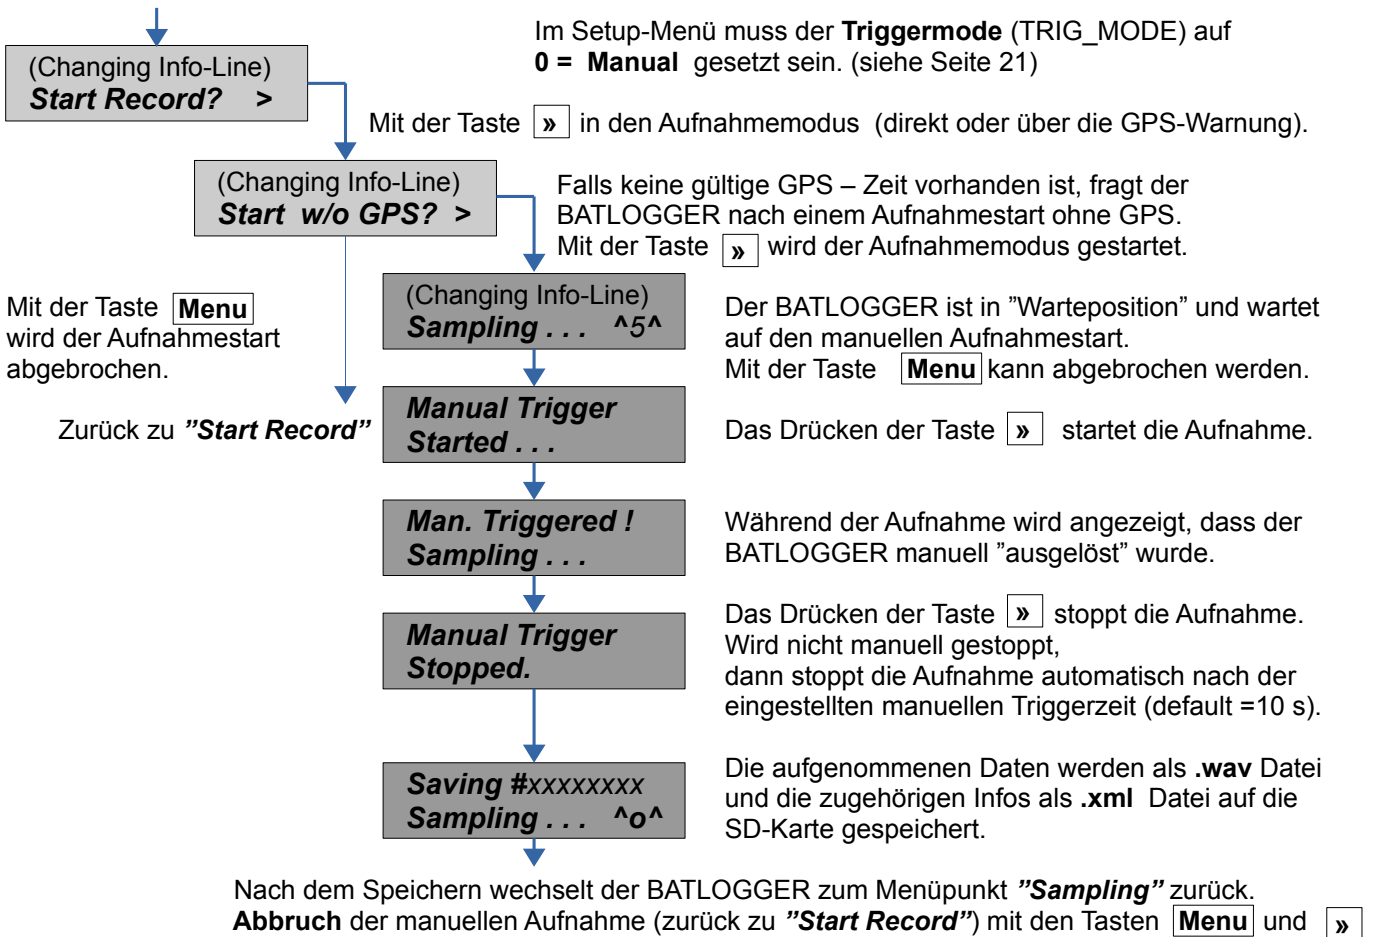 Im Setup-Menü muss der Triggermode (TRIG_MODE) auf
0 = Manual gesetzt sein. (siehe Seite 21)
(Changing Info-Line)
Start Record? >
Mit der Taste » in den Aufnahmemodus (direkt oder über die GPS-Warnung).
(Changing Info-Line)
Start w/o GPS? >
Falls keine gültige GPS – Zeit vorhanden ist, fragt der
BATLOGGER nach einem Aufnahmestart ohne GPS.
Mit der Taste » wird der Aufnahmemodus gestartet.
Mit der Taste Menu
wird der Aufnahmestart
abgebrochen.
Zurück zu ”Start Record”
(Changing Info-Line)
Sampling . . . ^5^
Der BATLOGGER ist in ”Warteposition” und wartet
auf den manuellen Aufnahmestart.
Mit der Taste Menu kann abgebrochen werden.
Manual Trigger
Started . . .
Das Drücken der Taste » startet die Aufnahme.
Man. Triggered !
Sampling . . .
Während der Aufnahme wird angezeigt, dass der
BATLOGGER manuell ”ausgelöst” wurde.
Manual Trigger
Stopped.
Das Drücken der Taste » stoppt die Aufnahme.
Wird nicht manuell gestoppt,
dann stoppt die Aufnahme automatisch nach der
eingestellten manuellen Triggerzeit (default =10 s).
Saving #xxxxxxxx
Sampling . . . ^o^
Die aufgenommenen Daten werden als .wav Datei
und die zugehörigen Infos als .xml Datei auf die
SD-Karte gespeichert.
Nach dem Speichern wechselt der BATLOGGER zum Menüpunkt ”Sampling” zurück.
Abbruch der manuellen Aufnahme (zurück zu ”Start Record”) mit den Tasten Menu und »